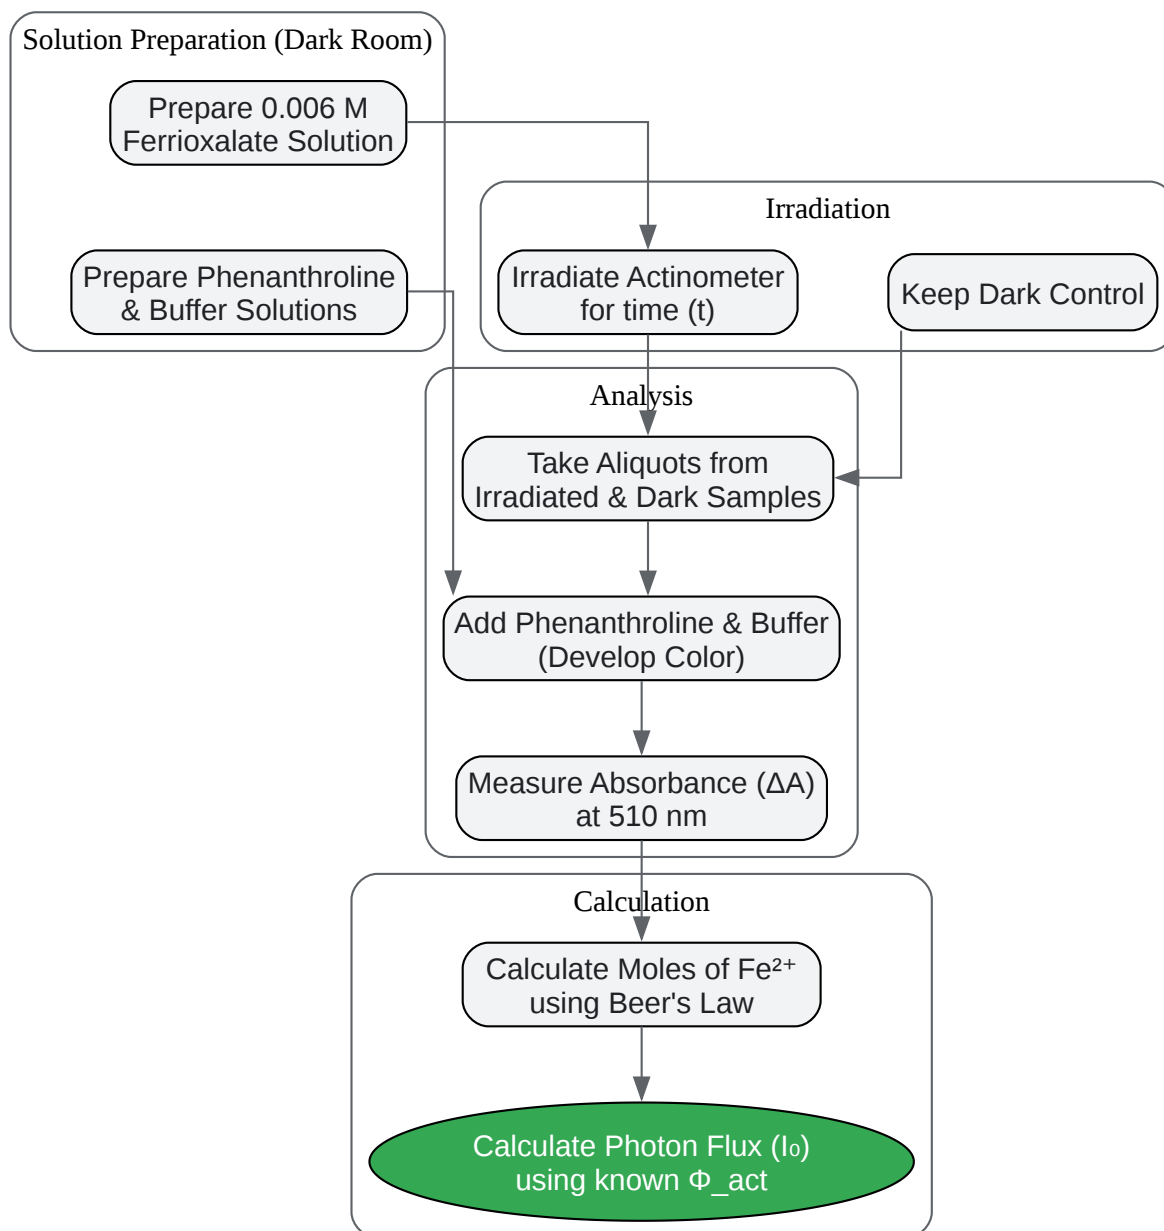 Solution Preparation (Dark Room)
Prepare 0.006 M
Ferrioxalate Solution
Prepare Phenanthroline
& Buffer Solutions
Irradiation
Irradiate Actinometer
for time (t)
Keep Dark Control
Analysis
Take Aliquots from
Irradiated & Dark Samples
Add Phenanthroline & Buffer
(Develop Color)
Measure Absorbance (ΔA)
at 510 nm
Calculation
Calculate Moles of Fe²⁺
using Beer's Law
Calculate Photon Flux (I₀)
using known Φ_act